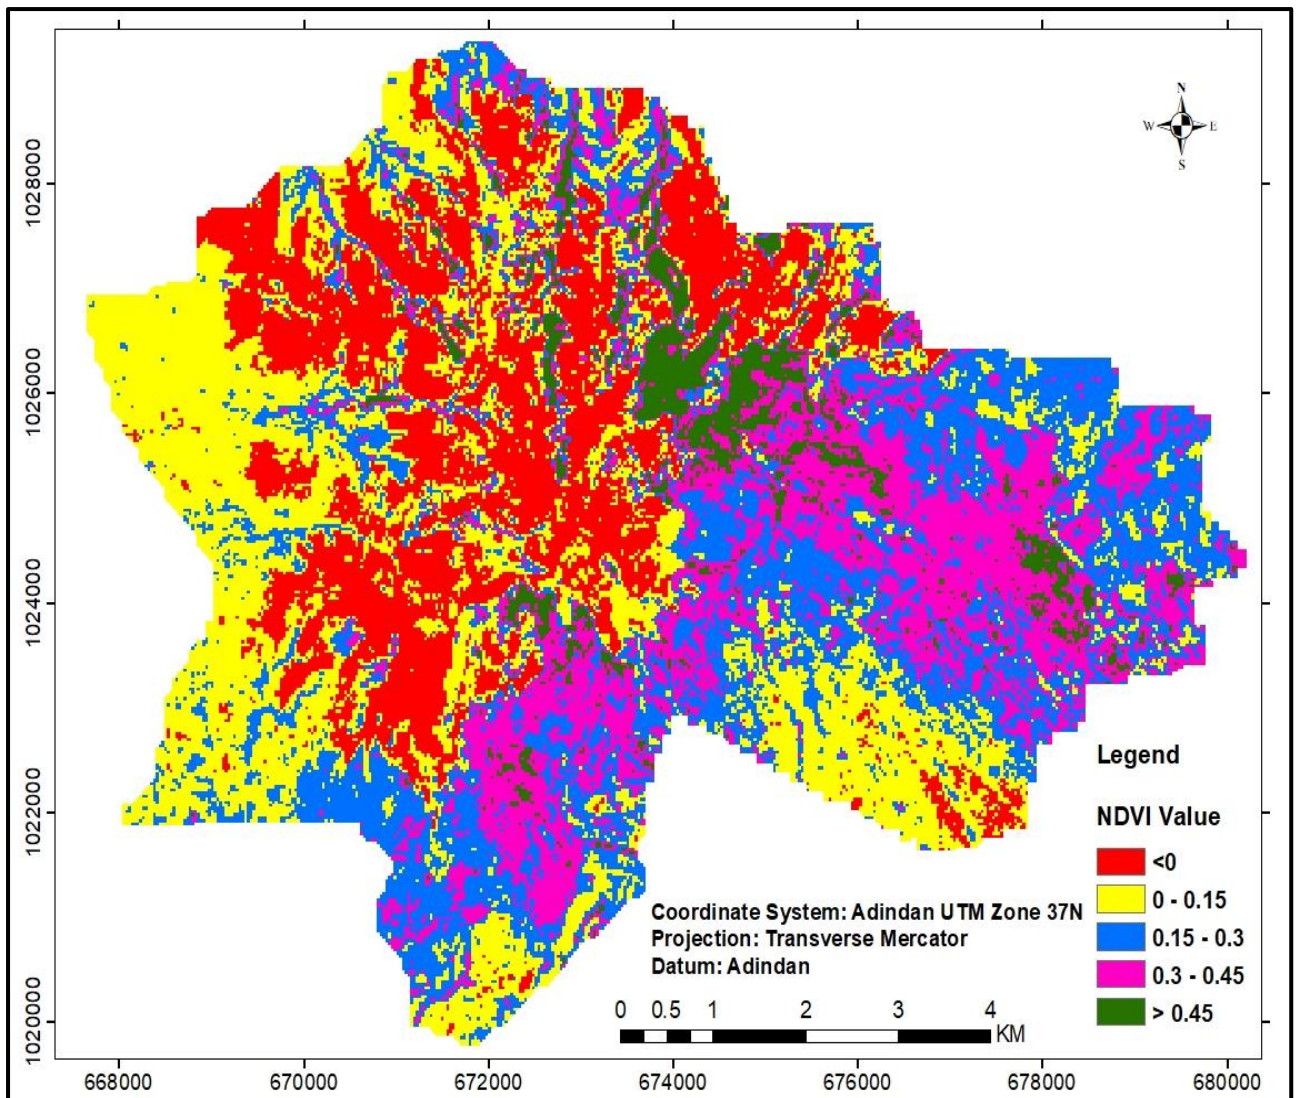 N
W E
S
1028000
1026000
1024000
1022000
1020000
Legend
NDVI Value
<0
0 - 0.15
0.15 - 0.3
0.3 - 0.45
> 0.45
Coordinate System: Adindan UTM Zone 37N
Projection: Transverse Mercator
Datum: Adindan
0 0.5 1 2 3 4
KM
668000 670000 672000 674000 676000 678000 680000